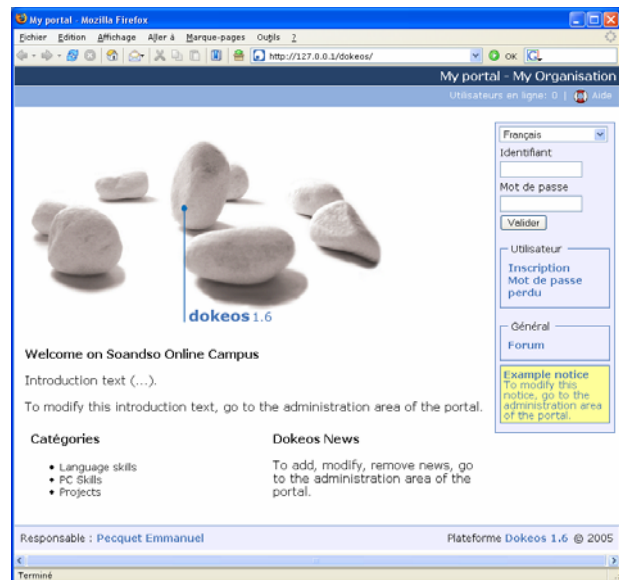 My portal - Mozilla Firefox
Fichier Edition Affichage Aller à Marque-pages Outils ?
http://127.0.0.1/dokeos/ OK
My portal - My Organisation
Utilisateurs en ligne: 0 | Aide
Français
Identifiant
Mot de passe
Valider
Utilisateur
Inscription
Mot de passe
perdu
Général
Forum
Example notice
To modify this
notice, go to the
administration area
of the portal.
dokeos 1.6
Welcome on Soandso Online Campus
Introduction text (...).
To modify this introduction text, go to the administration area of the portal.
Catégories
Language skills
PC Skills
Projects
Dokeos News
To add, modify, remove news, go
to the administration area of the
portal.
Responsable : Pecquet Emmanuel
Plateforme Dokeos 1.6 © 2005
Terminé